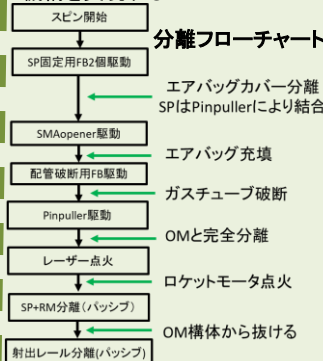 スピン開始
分離フローチャート
SP固定用FB2個駆動
エアバッグカバー分離
SPはPinpullerにより結合
SMAopener駆動
エアバッグ充填
配管破断用FB駆動
ガスチューブ破断
Pinpuller駆動
OMと完全分離
レーザー点火
ロケットモータ点火
SP+RM分離(パッシブ)
OM構体から抜ける
射出レール分離(パッシブ)